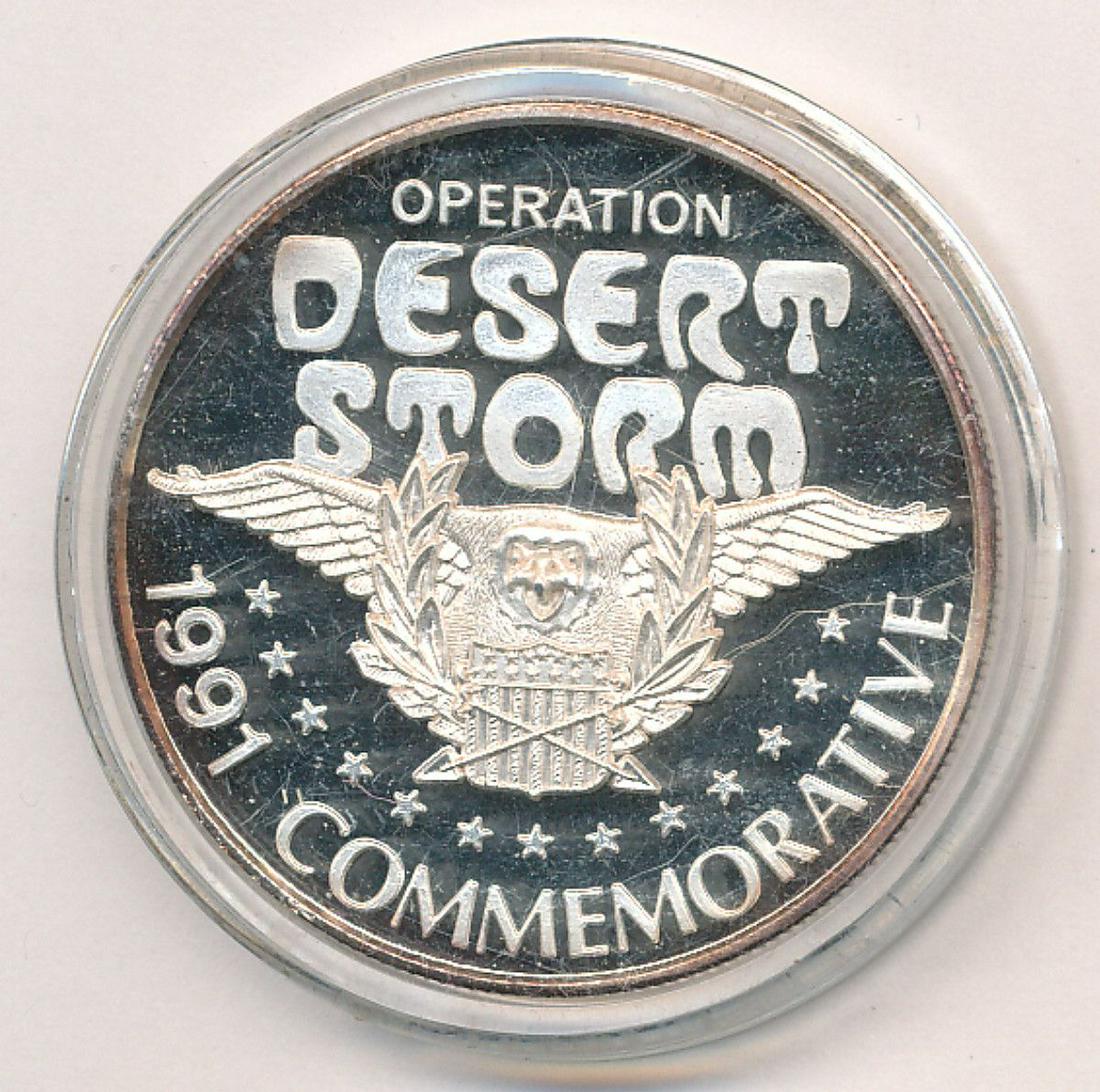 OPERATION
DESERT
STORM
1991 COMMEMORATIVE